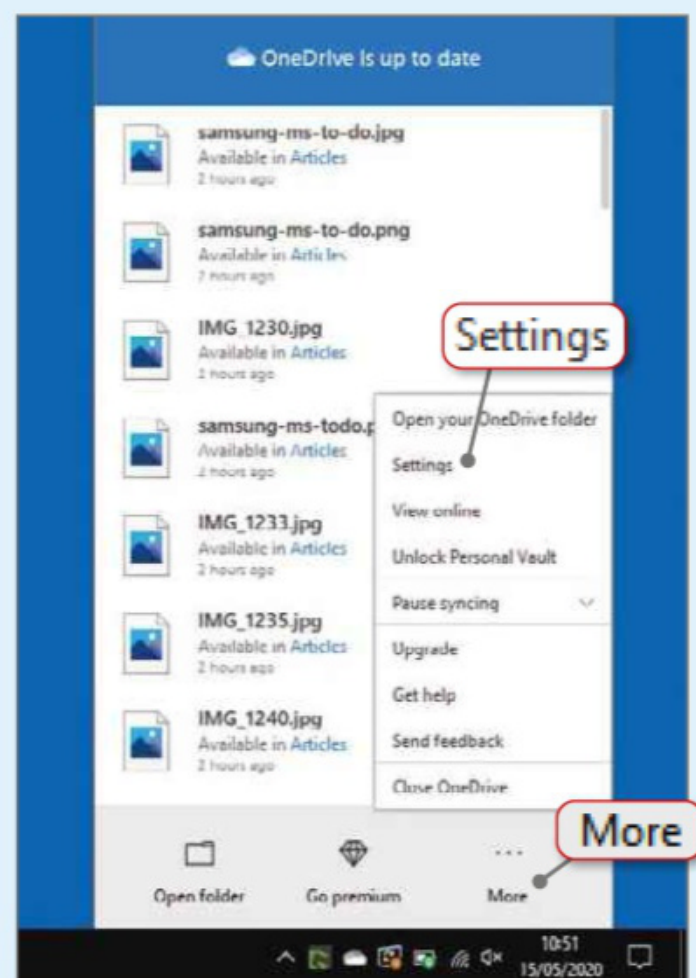 OneDrive is up to date
samsung-ms-to-do.jpg
Available in Articles
2 hours ago
samsung-ms-to-do.png
Available in Articles
2 hours ago
IMG_1230.jpg
Available in Articles
2 hours ago
Settings
samsung-ms-todo.p
Available in Articles
2 hours ago
IMG_1233.jpg
Available in Articles
2 hours ago
IMG_1235.jpg
Available in Articles
2 hours ago
IMG_1240.jpg
Available in Articles
2 hours ago
Open your OneDrive folder
Settings
View online
Unlock Personal Vault
Pause syncing
Upgrade
Get help
Send feedback
Close OneDrive
More
Open folder
Go premium
More
10:51
15/05/2020